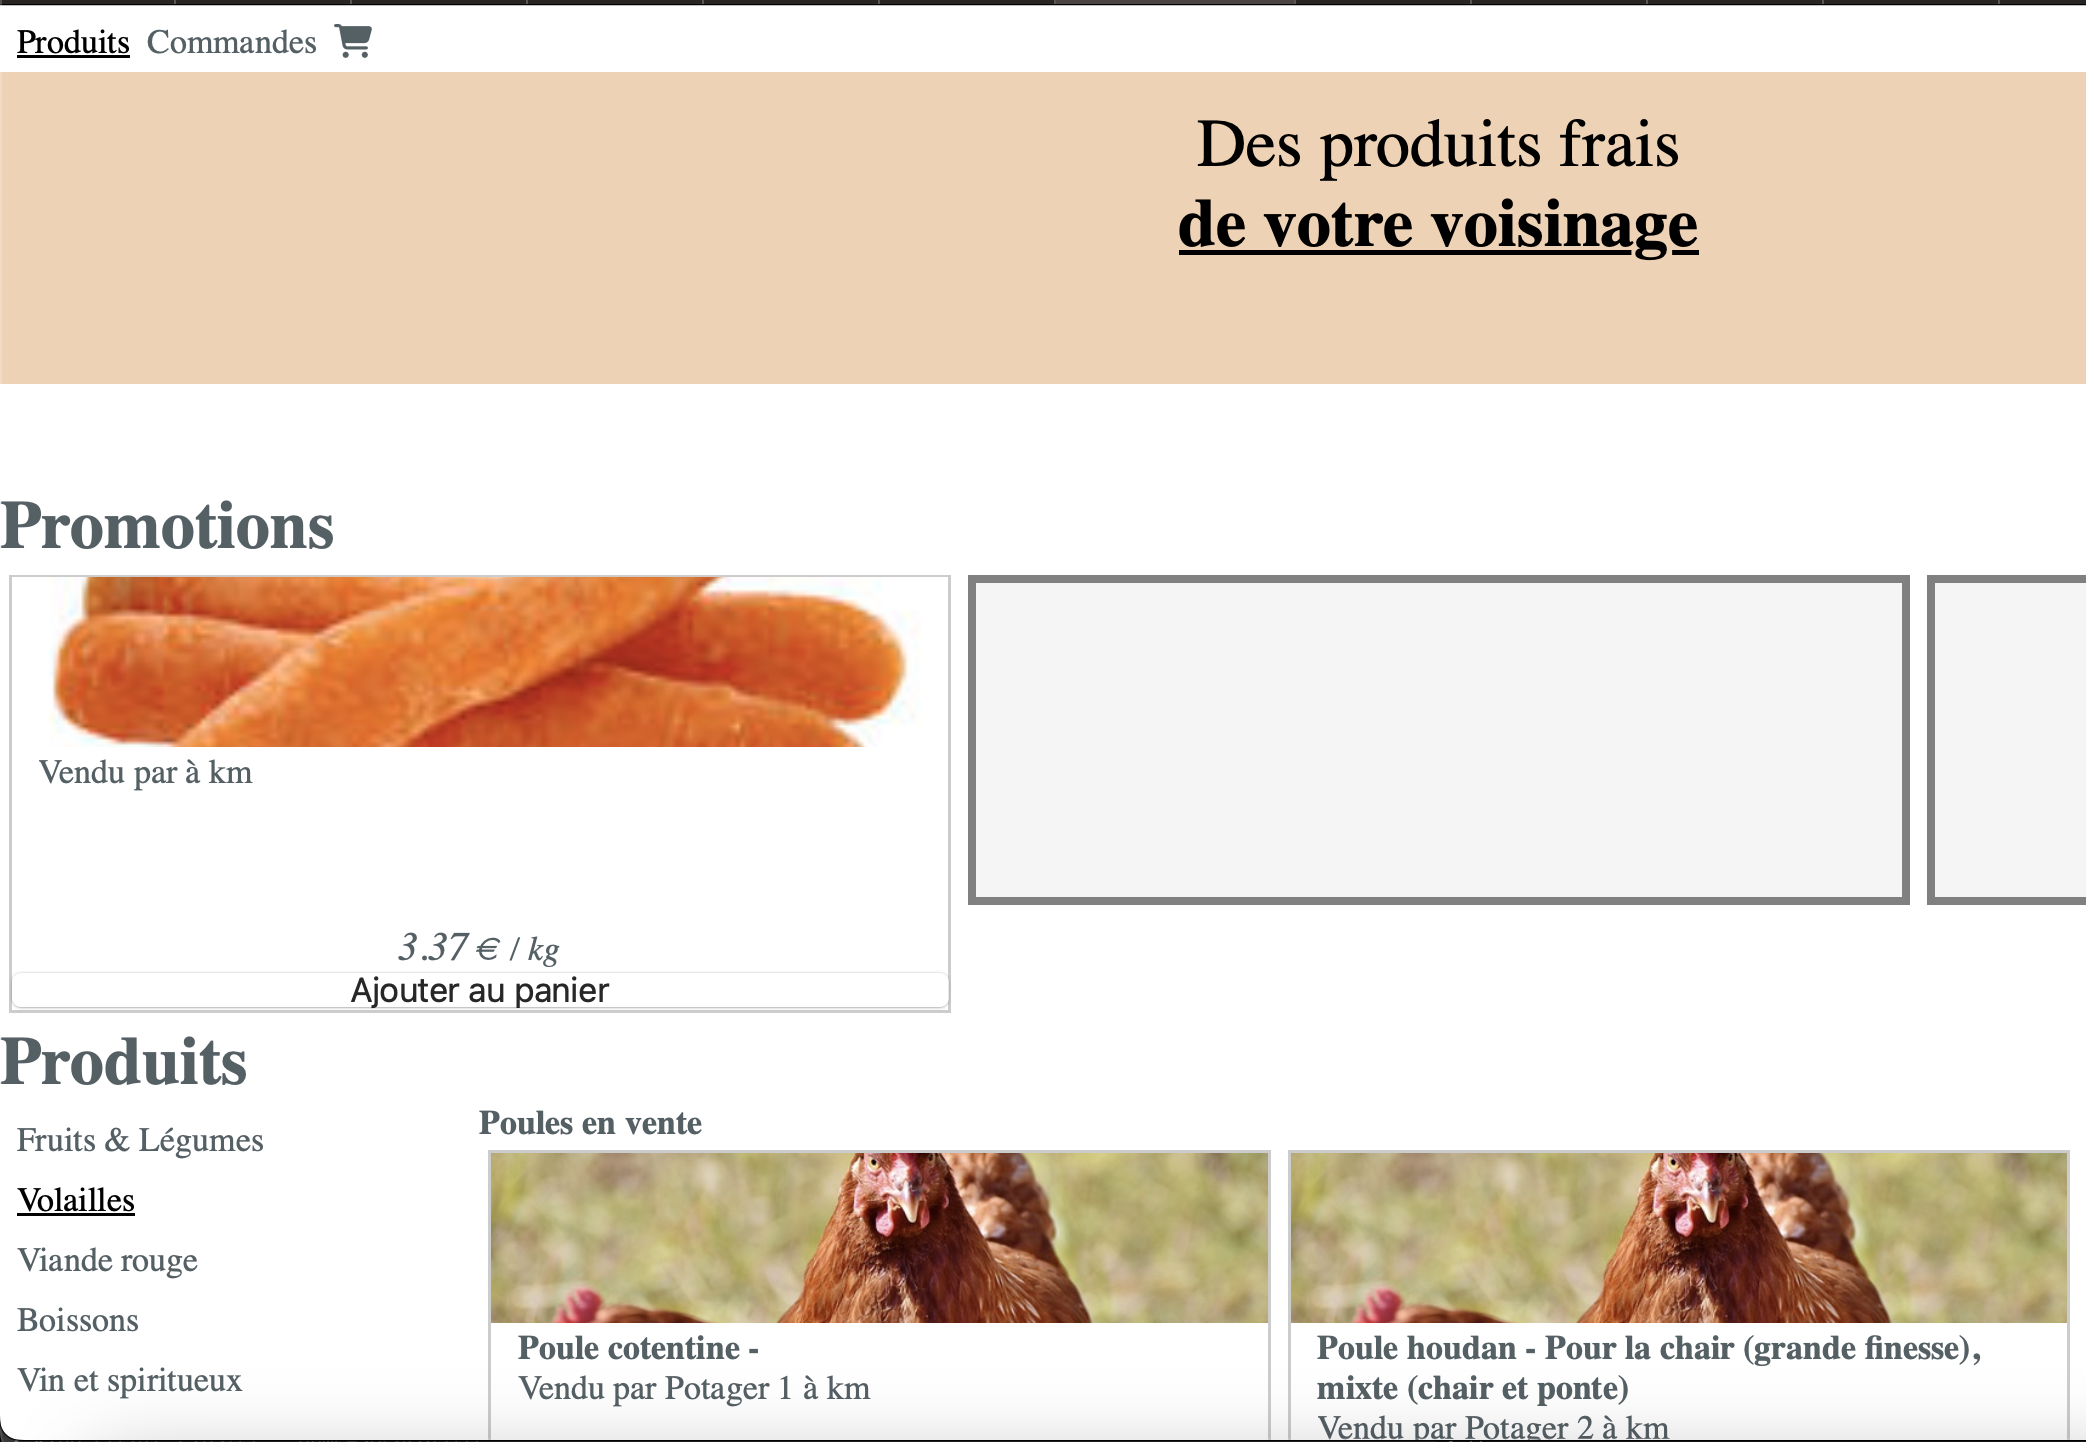 Produits Commandes
Des produits frais
de votre voisinage
Promotions
Vendu par à km
3.37 € / kg
Ajouter au panier
Produits
Fruits & Légumes
Volailles
Viande rouge
Boissons
Vin et spiritueux
Poules en vente
Poule cotentine -
Vendu par Potager 1 à km
Poule houdan - Pour la chair (grande finesse),
mixte (chair et ponte)
Vendu par Potager 2 à km